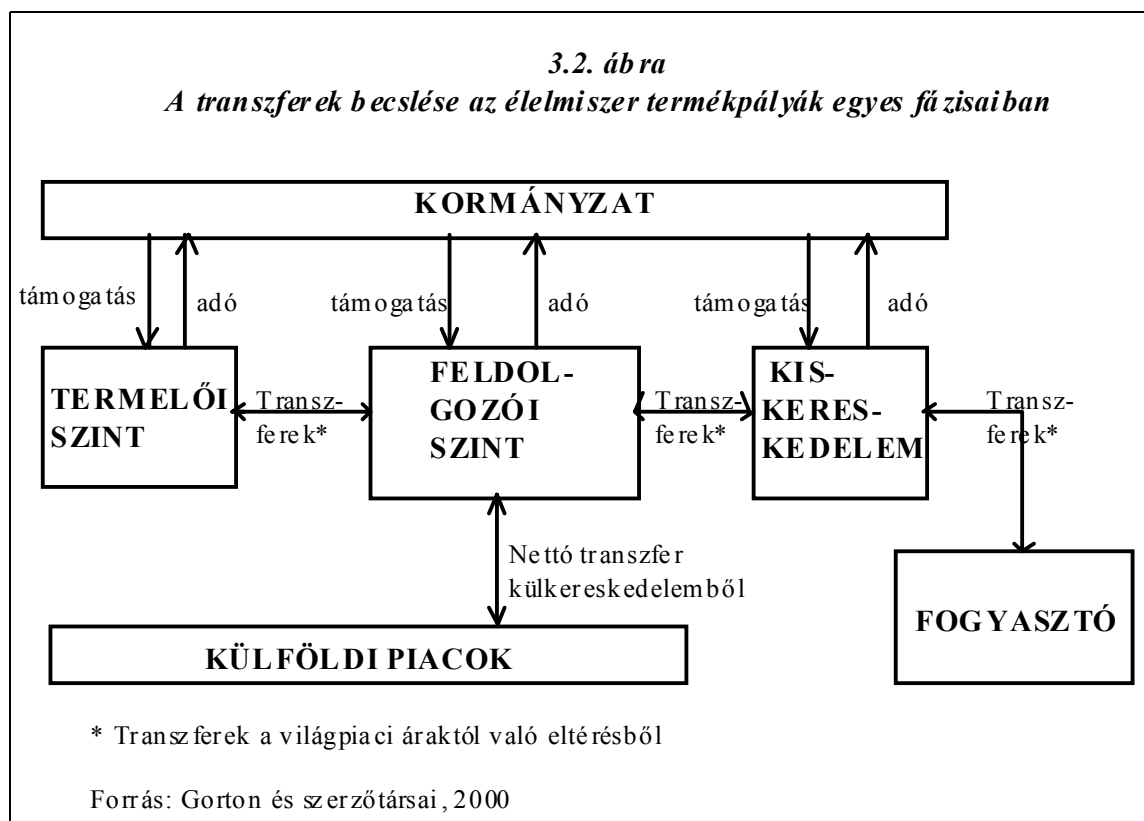 3.2. ábra
A transzferek becslése az élelmiszer termékpályák egyes fázisaiban
KORMÁNYZAT
támogatás
adó
támogatás
adó
támogatás
adó
TERMELŐI
SZINT
Transz-
ferek*
FELDOL-
GOZÓI
SZINT
Transz-
ferek*
KIS-
KERES-
KEDELEM
Transz-
ferek*
Nettó transzfer
külkereskedelemből
FOGYASZTÓ
KÜLFÖLDI PIACOK
* Transzferek a világpiaci áraktól való eltérésből
Forrás: Gorton és szerzőtársai, 2000